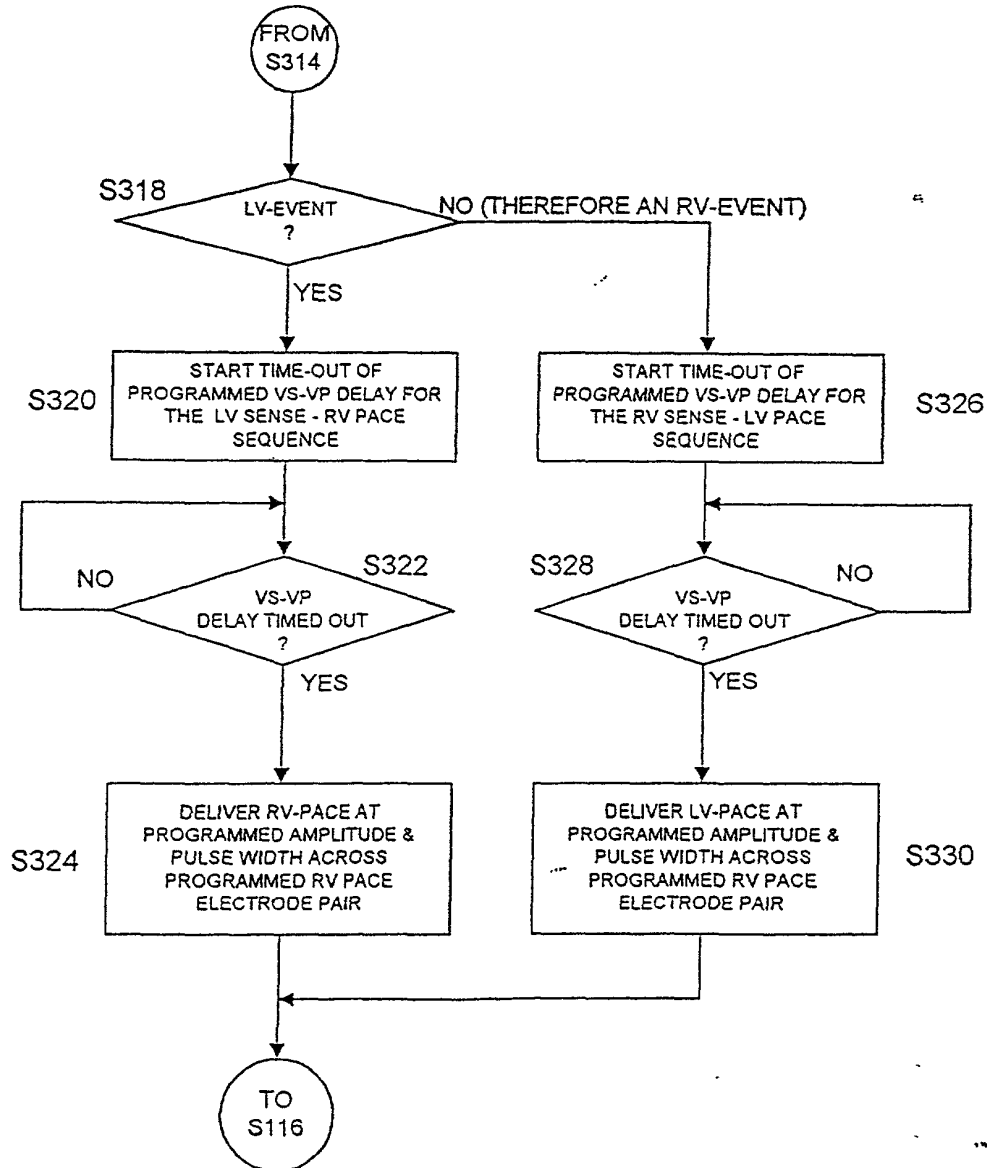 FROM
S314
S318
LV-EVENT
?
NO (THEREFORE AN RV-EVENT)
YES
S320
START TIME-OUT OF
PROGRAMMED VS-VP DELAY FOR
THE LV SENSE - RV PACE
SEQUENCE
START TIME-OUT OF
PROGRAMMED VS-VP DELAY FOR
THE RV SENSE - LV PACE
SEQUENCE
S326
NO
S322
VS-VP
DELAY TIMED OUT
?
YES
S328
NO
VS-VP
DELAY TIMED OUT
?
YES
S324
DELIVER RV-PACE AT
PROGRAMMED AMPLITUDE &
PULSE WIDTH ACROSS
PROGRAMMED RV PACE
ELECTRODE PAIR
DELIVER LV-PACE AT
PROGRAMMED AMPLITUDE &
PULSE WIDTH ACROSS
PROGRAMMED RV PACE
ELECTRODE PAIR
S330
TO
S116